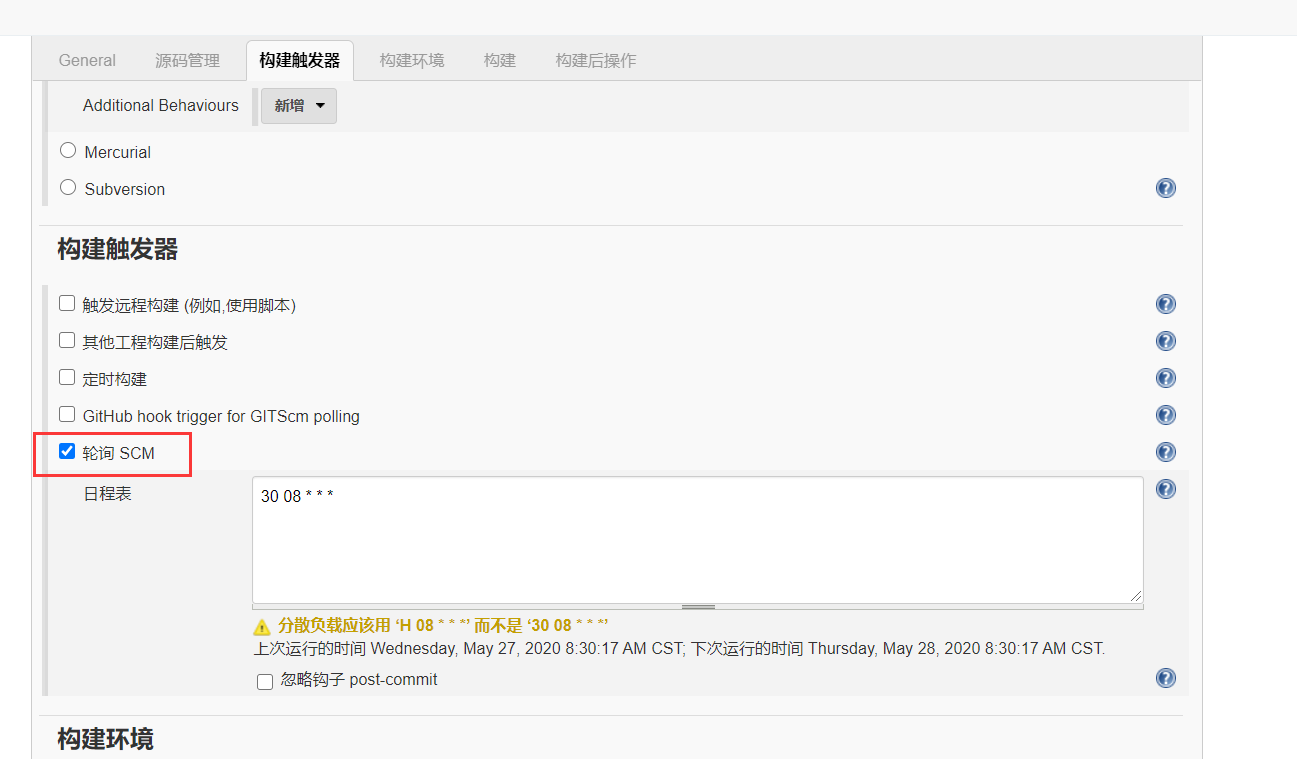 General 源码管理 构建触发器 构建环境 构建 构建后操作
Additional Behaviours 新增
Mercurial
Subversion
构建触发器
触发远程构建 (例如,使用脚本)
其他工程构建后触发
定时构建
GitHub hook trigger for GITScm polling
轮询 SCM
日程表 30 08 * * *
分散负载应该用 ‘H 08 * * *’ 而不是 ‘30 08 * * *’
上次运行的时间 Wednesday, May 27, 2020 8:30:17 AM CST; 下次运行的时间 Thursday, May 28, 2020 8:30:17 AM CST.
忽略钩子 post-commit
构建环境